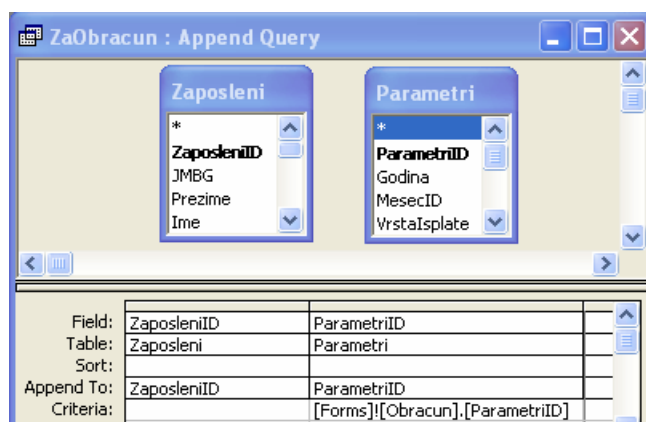 ZaObracun : Append Query
Zaposleni
*
ZaposleniID
JMBG
Prezime
Ime
Parametri
*
ParametriID
Godina
MesecID
VrstaIsplate
Field: ZaposleniID ParametriID
Table: Zaposleni Parametri
Sort:
Append To: ZaposleniID ParametriID
Criteria: [Forms]![Obracun].[ParametriID]